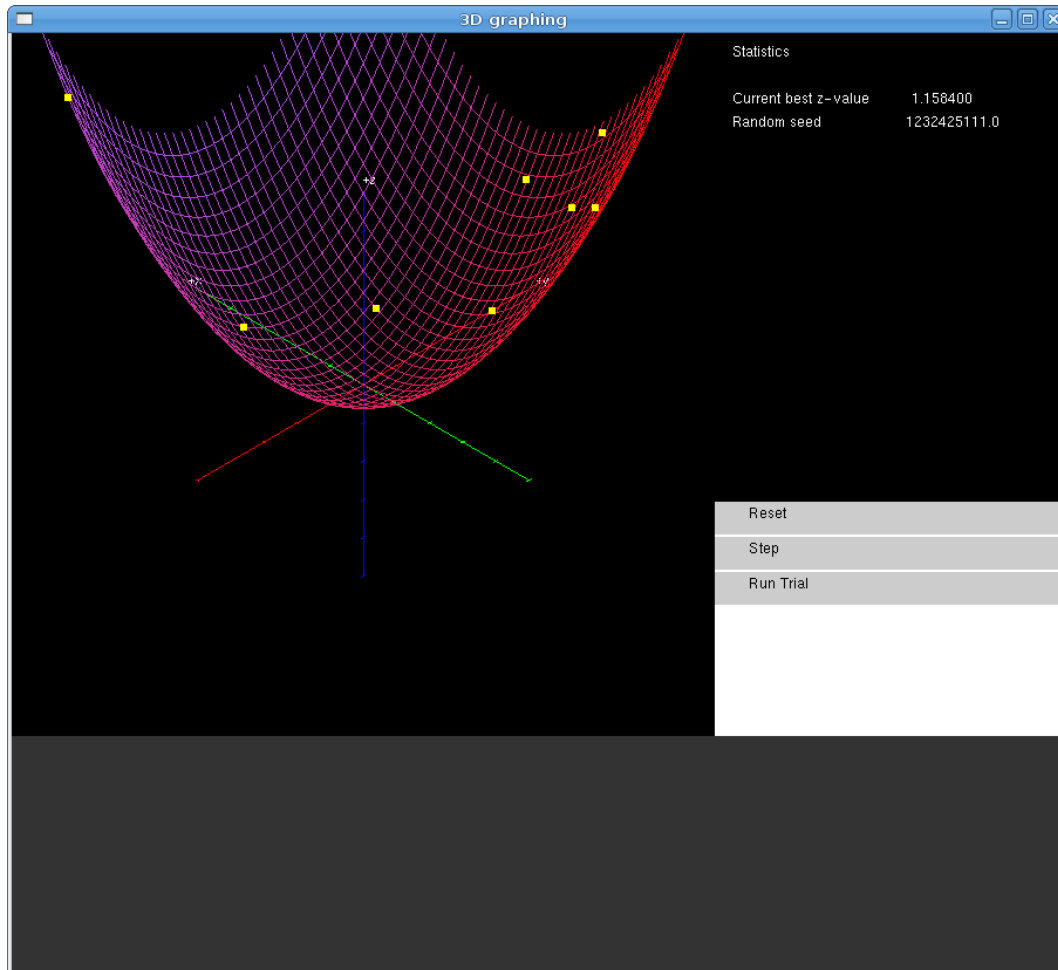 3D graphing
Statistics
Current best z-value 1.158400
Random seed 1232425111.0
+z
+x
+y
Reset
Step
Run Trial